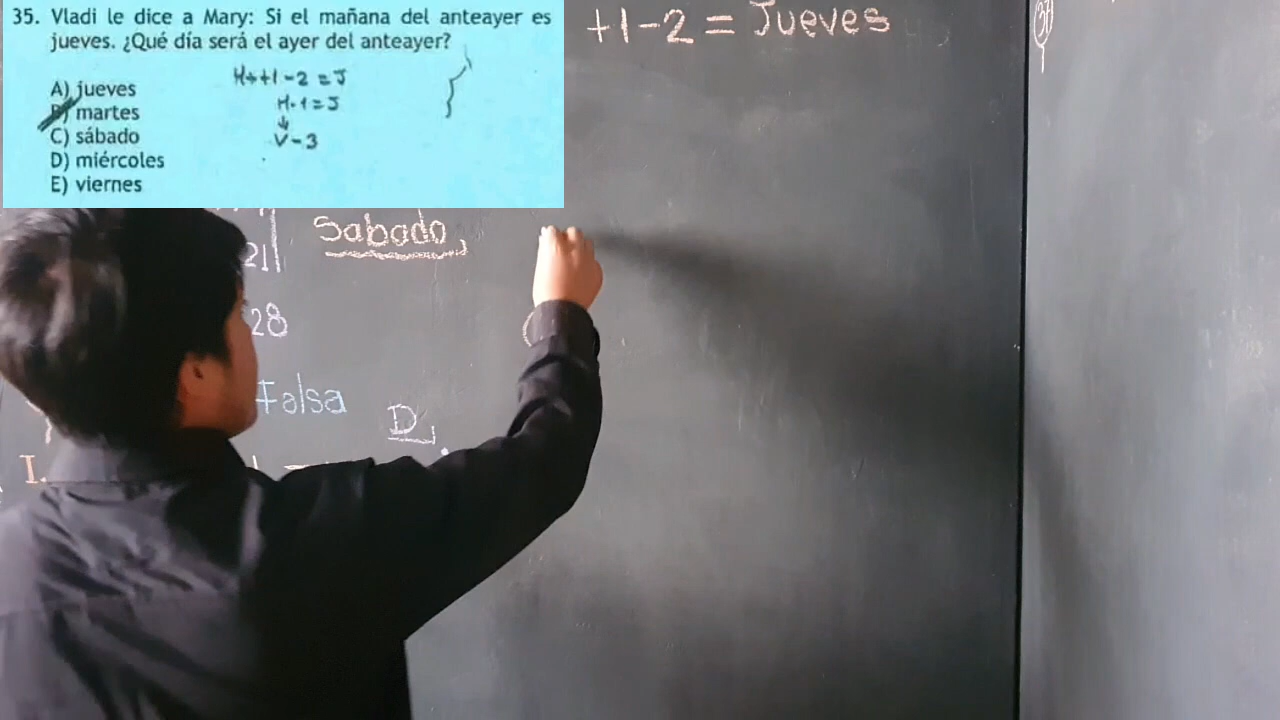 35. Vladi le dice a Mary: Si el mañana del anteayer es
jueves. ¿Qué día será el ayer del anteayer?
A) jueves
B) martes
C) sábado
D) miércoles
E) viernes
H++1-2=J
H-1=J
V-3
+1-2=Jueves
Sabado
21
28
Falsa
D
I.